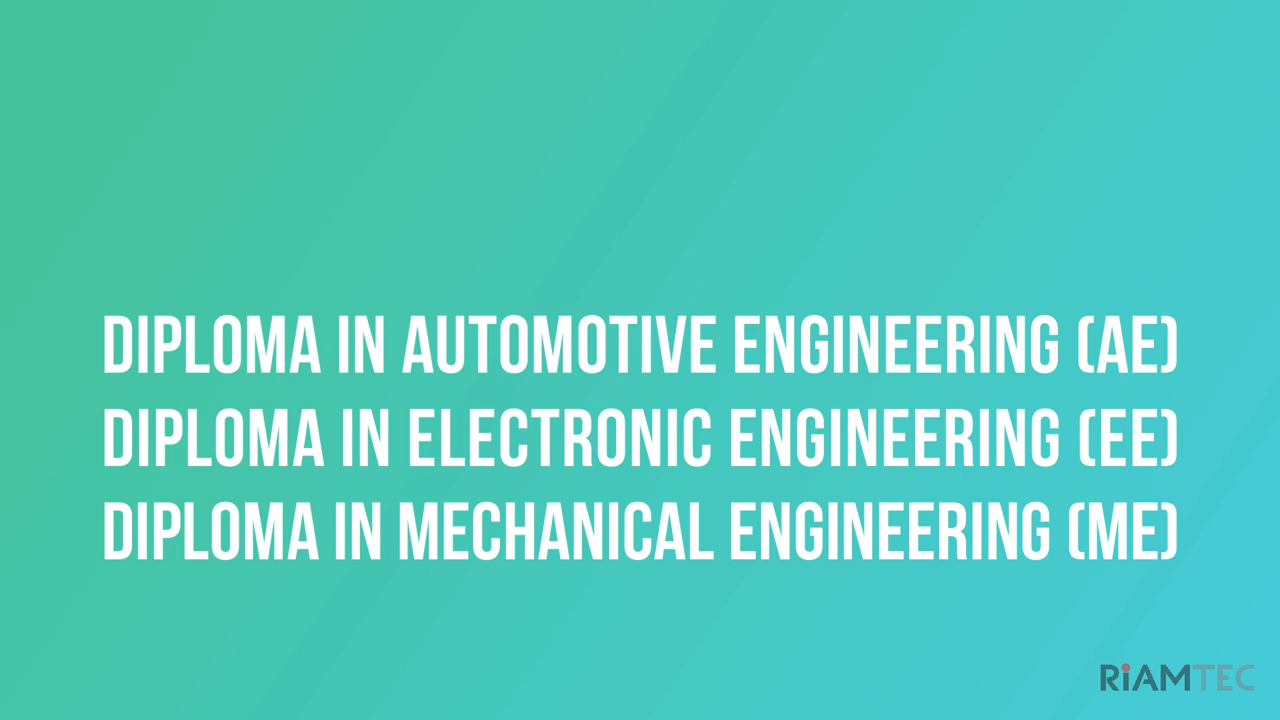 DIPLOMA IN AUTOMOTIVE ENGINEERING (AE)
DIPLOMA IN ELECTRONIC ENGINEERING (EE)
DIPLOMA IN MECHANICAL ENGINEERING (ME)
RiAMTEC